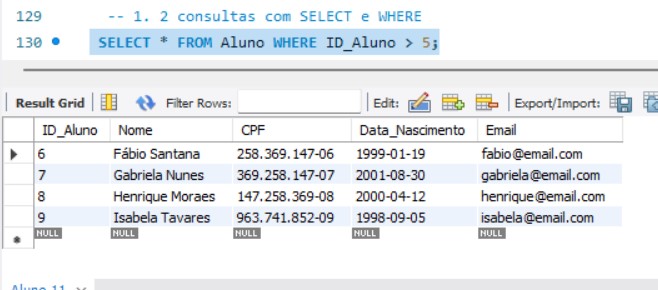 129 -- 1. 2 consultas com SELECT e WHERE
130 SELECT * FROM Aluno WHERE ID_Aluno > 5;
Result Grid Filter Rows: Edit: Export/Import:
ID_Aluno Nome CPF Data_Nascimento Email
6 Fábio Santana 258.369.147-06 1999-01-19 fabio@email.com
7 Gabriela Nunes 369.258.147-07 2001-08-30 gabriela@email.com
8 Henrique Moraes 147.258.369-08 2000-04-12 henrique@email.com
9 Isabela Tavares 963.741.852-09 1998-09-05 isabela@email.com
NULL NULL NULL NULL NULL
Aluno 11